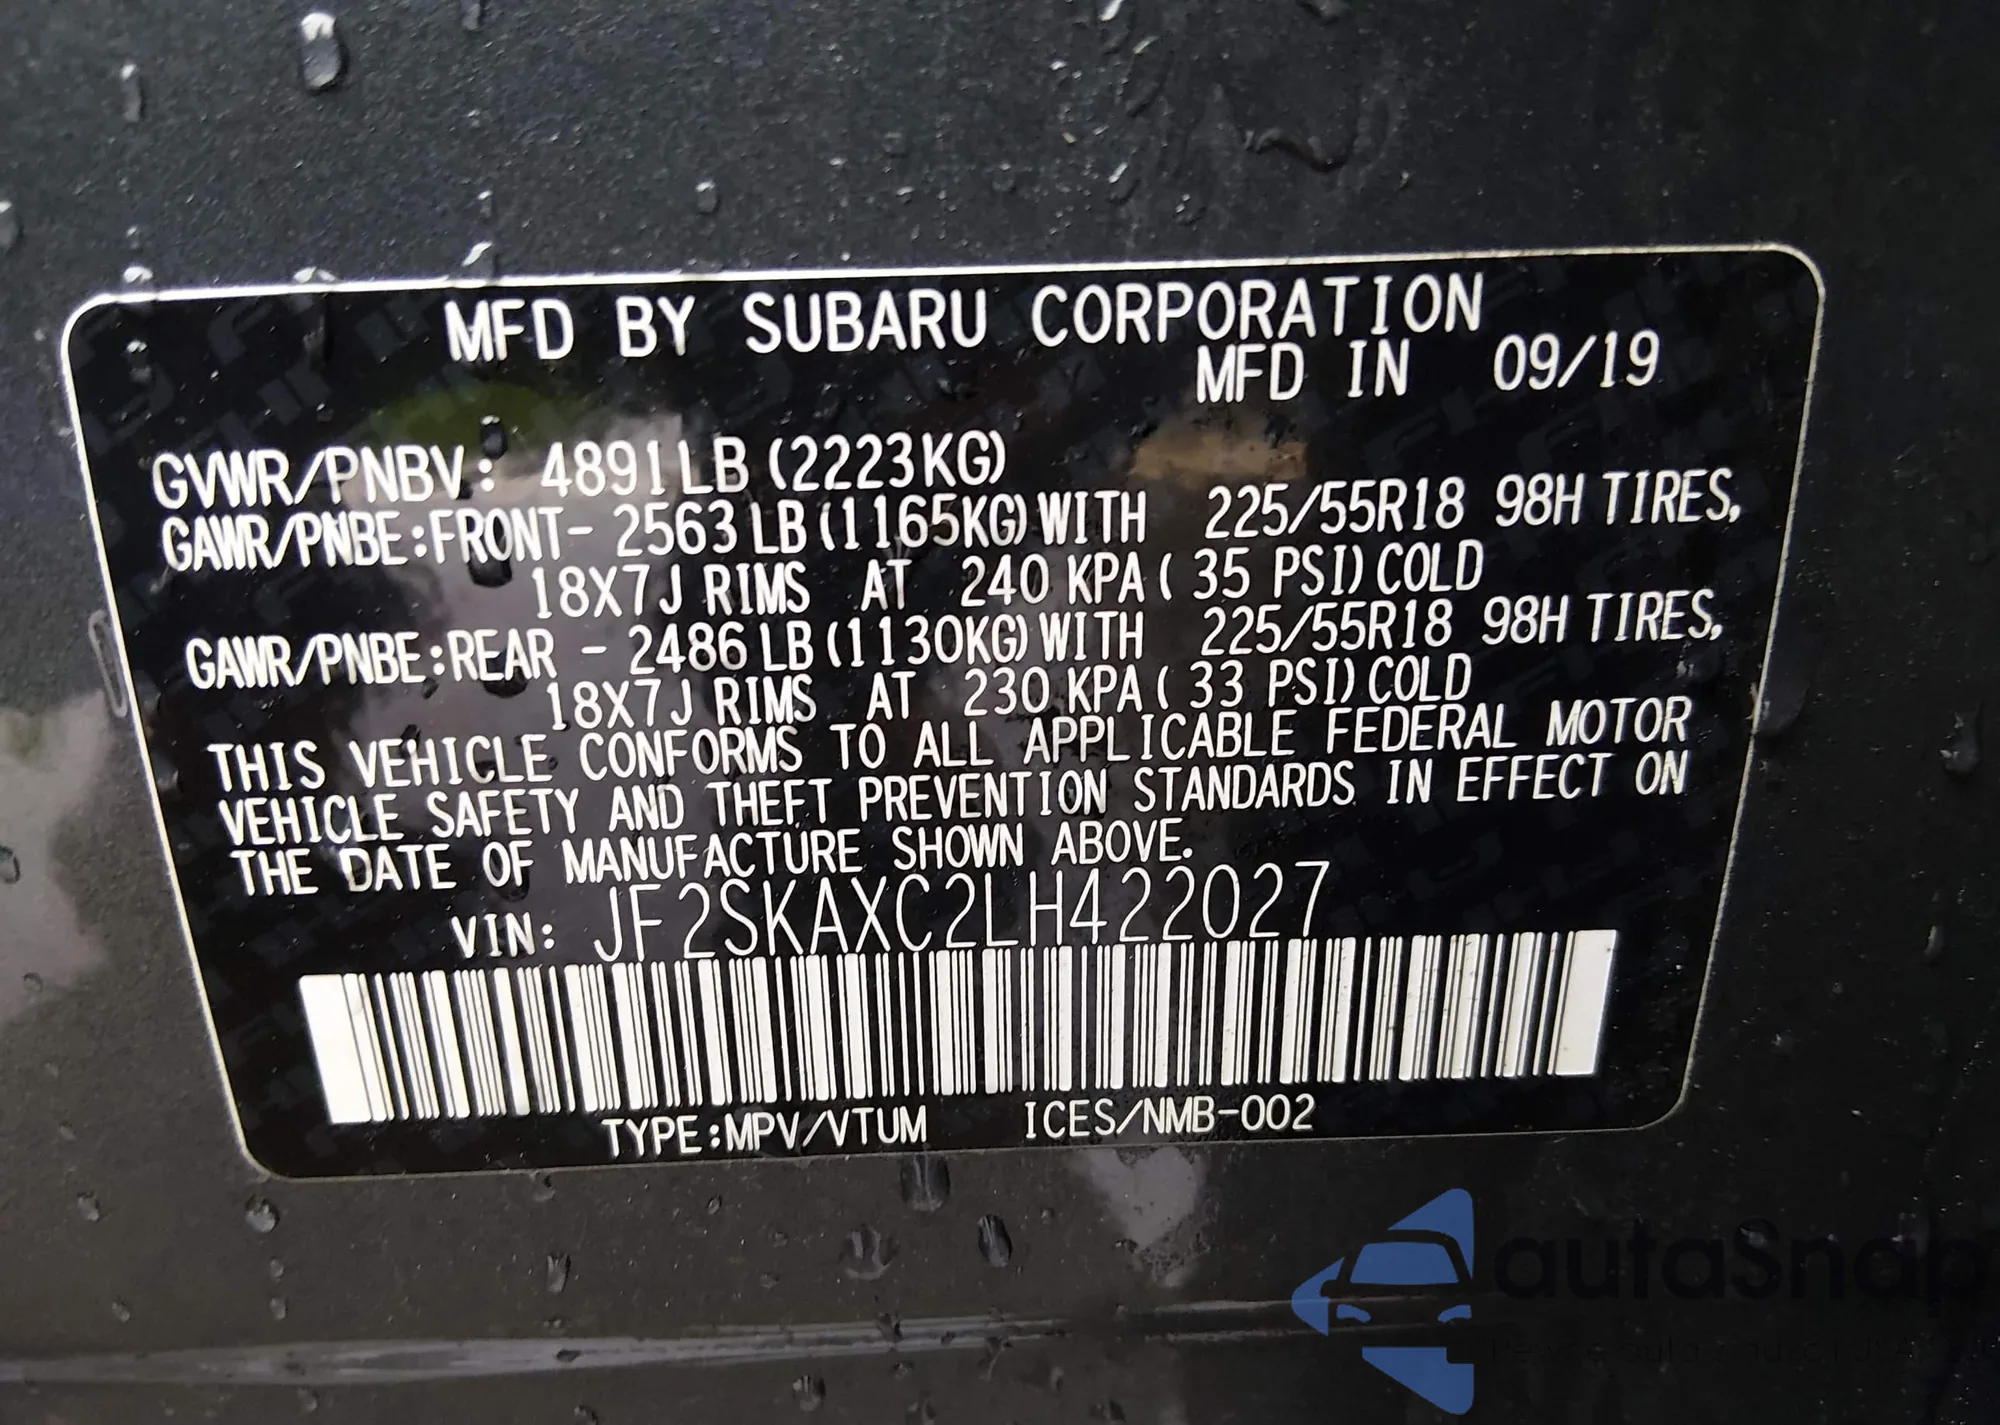 MFD BY SUBARU CORPORATION
MFD IN 09/19
GVWR/PNBV: 4891LB (2223KG)
GAWR/PNBE:FRONT- 2563 LB (1165KG) WITH 225/55R18 98H TIRES,
18X7J RIMS AT 240 KPA ( 35 PSI) COLD
GAWR/PNBE:REAR - 2486 LB (1130KG) WITH 225/55R18 98H TIRES,
18X7J RIMS AT 230 KPA ( 33 PSI) COLD
THIS VEHICLE CONFORMS TO ALL APPLICABLE FEDERAL MOTOR
VEHICLE SAFETY AND THEFT PREVENTION STANDARDS IN EFFECT ON
THE DATE OF MANUFACTURE SHOWN ABOVE.
VIN: JF2SKAXC2LH422027
TYPE:MPV/VTUM ICES/NMB-002
autaSnap